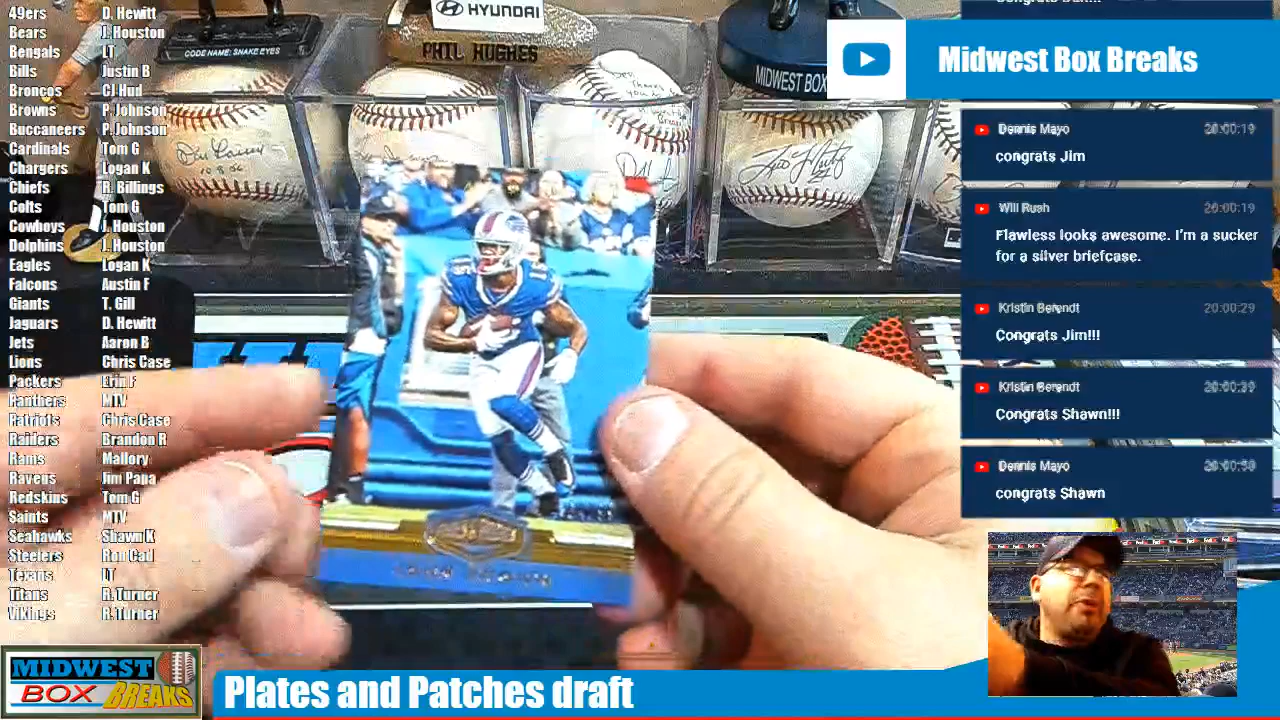 49ers D. Hewitt
Bears J. Houston
Bengals LT
Bills Justin B
Broncos CJ Hud
Browns P. Johnson
Buccaneers P. Johnson
Cardinals Tom G
Chargers Logan K
Chiefs R. Billings
Colts Tom G
Cowboys J. Houston
Dolphins J. Houston
Eagles Logan K
Falcons Austin F
Giants T. Gill
Jaguars D. Hewitt
Jets Aaron B
Lions Chris Case
Packers Erin F
Panthers MTV
Patriots Chris Case
Raiders Brandon R
Rams Mallory
Ravens Jim Papa
Redskins Tom G
Saints MTV
Seahawks Shawn K
Steelers Ron Cad
Texans LT
Titans R. Turner
Vikings R. Turner
MIDWEST
BOX BREAKS
CODE NAME: SNAKE EYES
HYUNDAI
PHIL HUGHES
MIDWEST BOX
Midwest Box Breaks
Dennis Mayo 20:00:19
congrats Jim
Will Rush 20:00:19
Flawless looks awesome. I'm a sucker
for a silver briefcase.
Kristin Berendt 20:00:29
Congrats Jim!!!
Kristin Berendt 20:00:39
Congrats Shawn!!!
Dennis Mayo 20:00:50
congrats Shawn
Plates and Patches draft